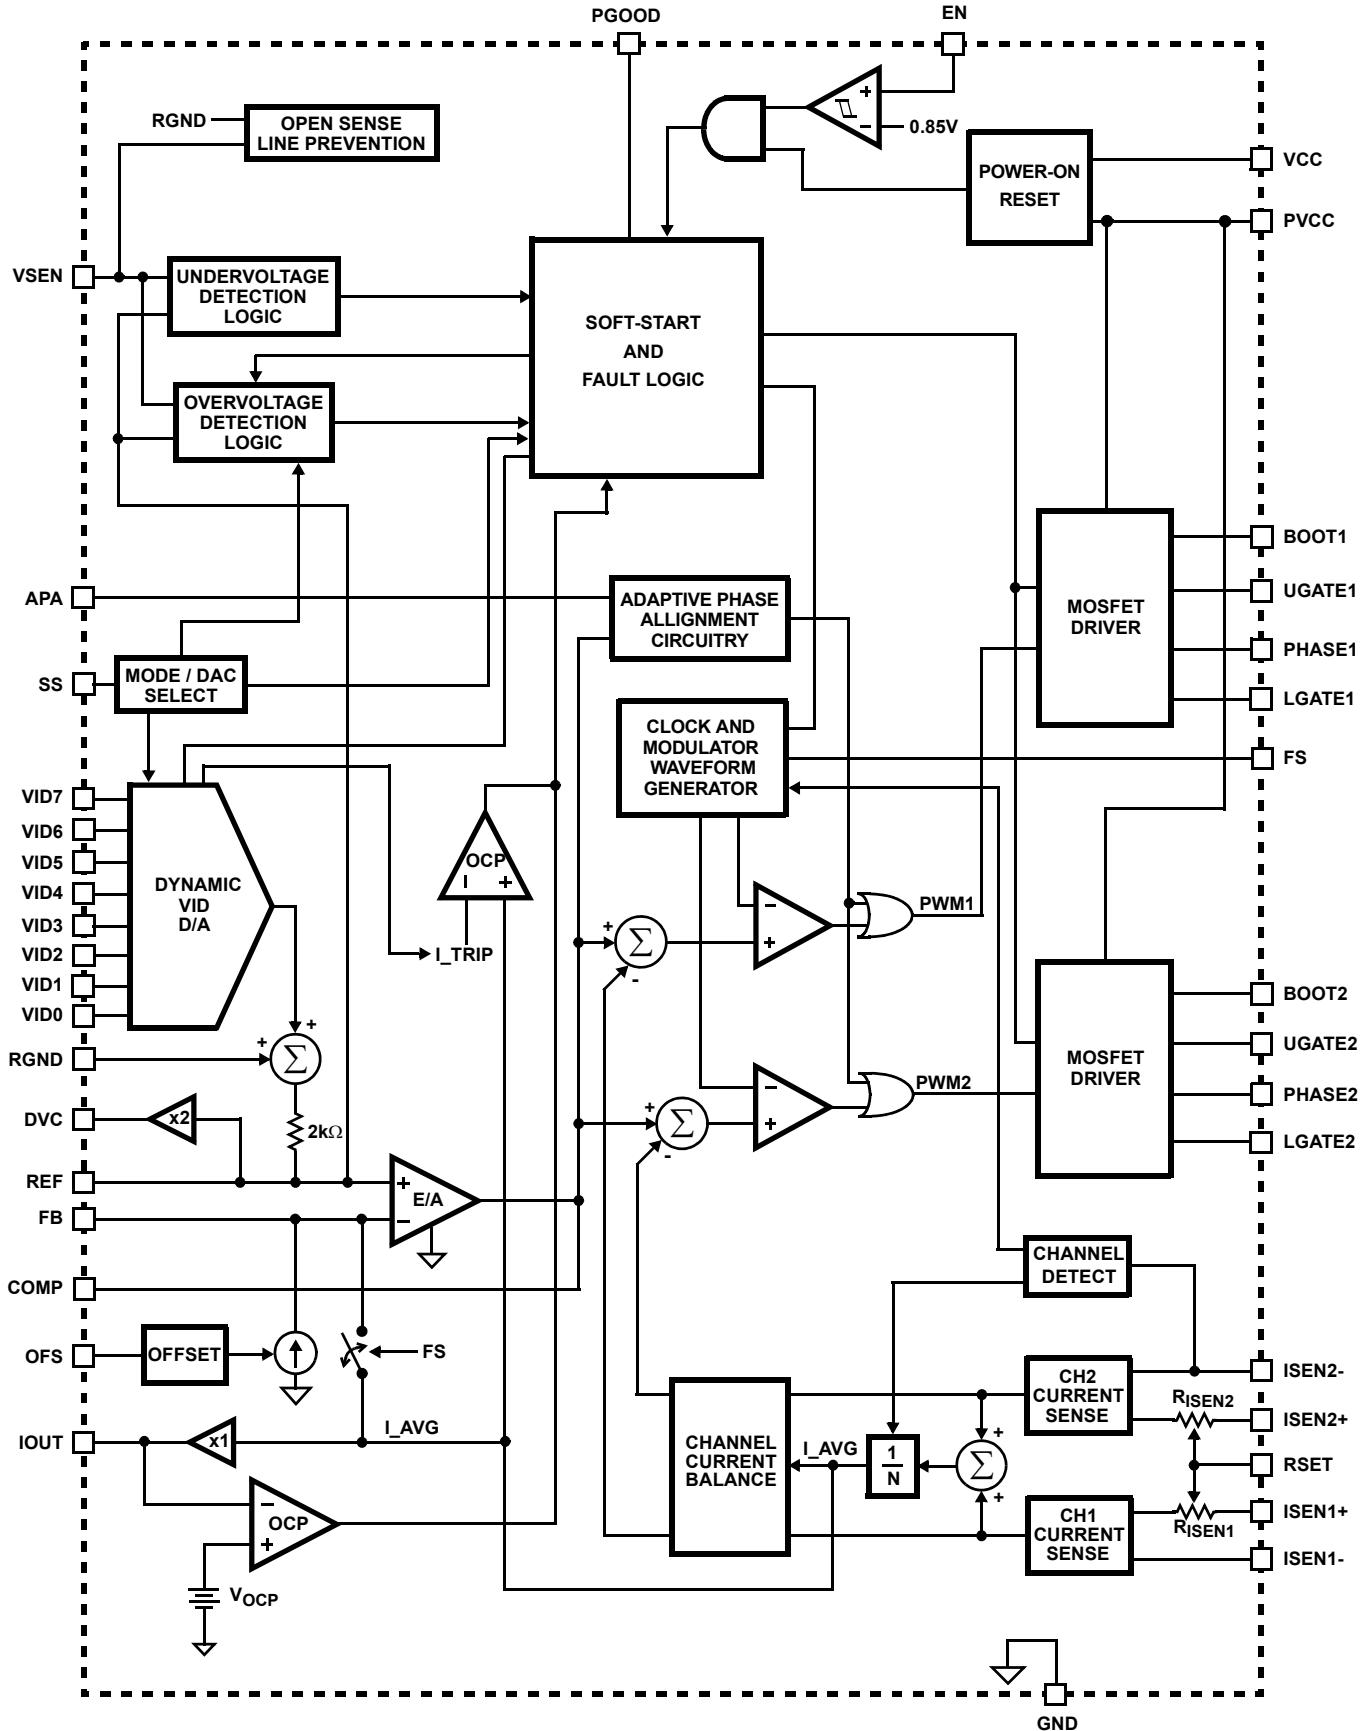 PGOOD
EN
RGND
OPEN SENSE
LINE PREVENTION
+
−
0.85V
POWER-ON
RESET
VCC
PVCC
VSEN
UNDERVOLTAGE
DETECTION
LOGIC
SOFT-START
AND
FAULT LOGIC
OVERVOLTAGE
DETECTION
LOGIC
BOOT1
APA
ADAPTIVE PHASE
ALLIGNMENT
CIRCUITRY
MOSFET
DRIVER
UGATE1
PHASE1
SS
MODE / DAC
SELECT
LGATE1
CLOCK AND
MODULATOR
WAVEFORM
GENERATOR
FS
VID7
VID6
VID5
VID4
VID3
VID2
VID1
VID0
DYNAMIC
VID
D/A
OCP
−
+
I_TRIP
+
Σ
-
−
+
PWM1
BOOT2
RGND
+
+
Σ
UGATE2
MOSFET
DRIVER
PWM2
PHASE2
LGATE2
+
Σ
-
−
+
DVC
x2
2kΩ
REF
+
E/A
−
FB
COMP
CHANNEL
DETECT
OFS
OFFSET
FS
CH2
CURRENT
SENSE
ISEN2-
RISEN2
ISEN2+
IOUT
x1
I_AVG
CHANNEL
CURRENT
BALANCE
I_AVG
1
N
+
Σ
+
RSET
−
OCP
+
CH1
CURRENT
SENSE
RISEN1
ISEN1+
ISEN1-
VOCP
GND